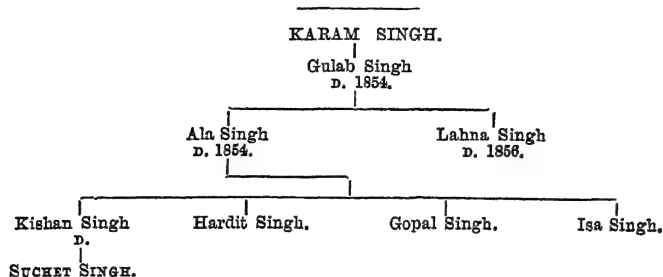 KARAM SINGH.
Gulab Singh
D. 1854.
Ala Singh Lahna Singh
D. 1854. D. 1856.
Kishan Singh Hardit Singh. Gopal Singh. Isa Singh.
D.
SUCHET SINGH.